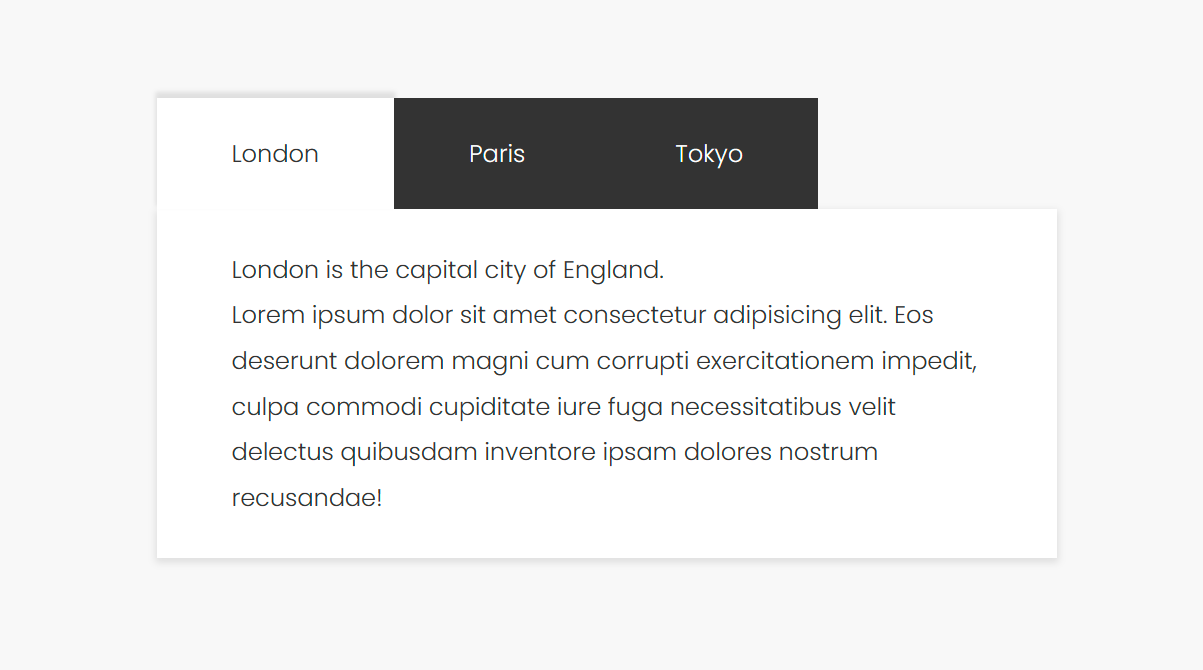 London Paris Tokyo
London is the capital city of England.
Lorem ipsum dolor sit amet consectetur adipisicing elit. Eos
deserunt dolorem magni cum corrupti exercitationem impedit,
culpa commodi cupiditate iure fuga necessitatibus velit
delectus quibusdam inventore ipsam dolores nostrum
recusandae!